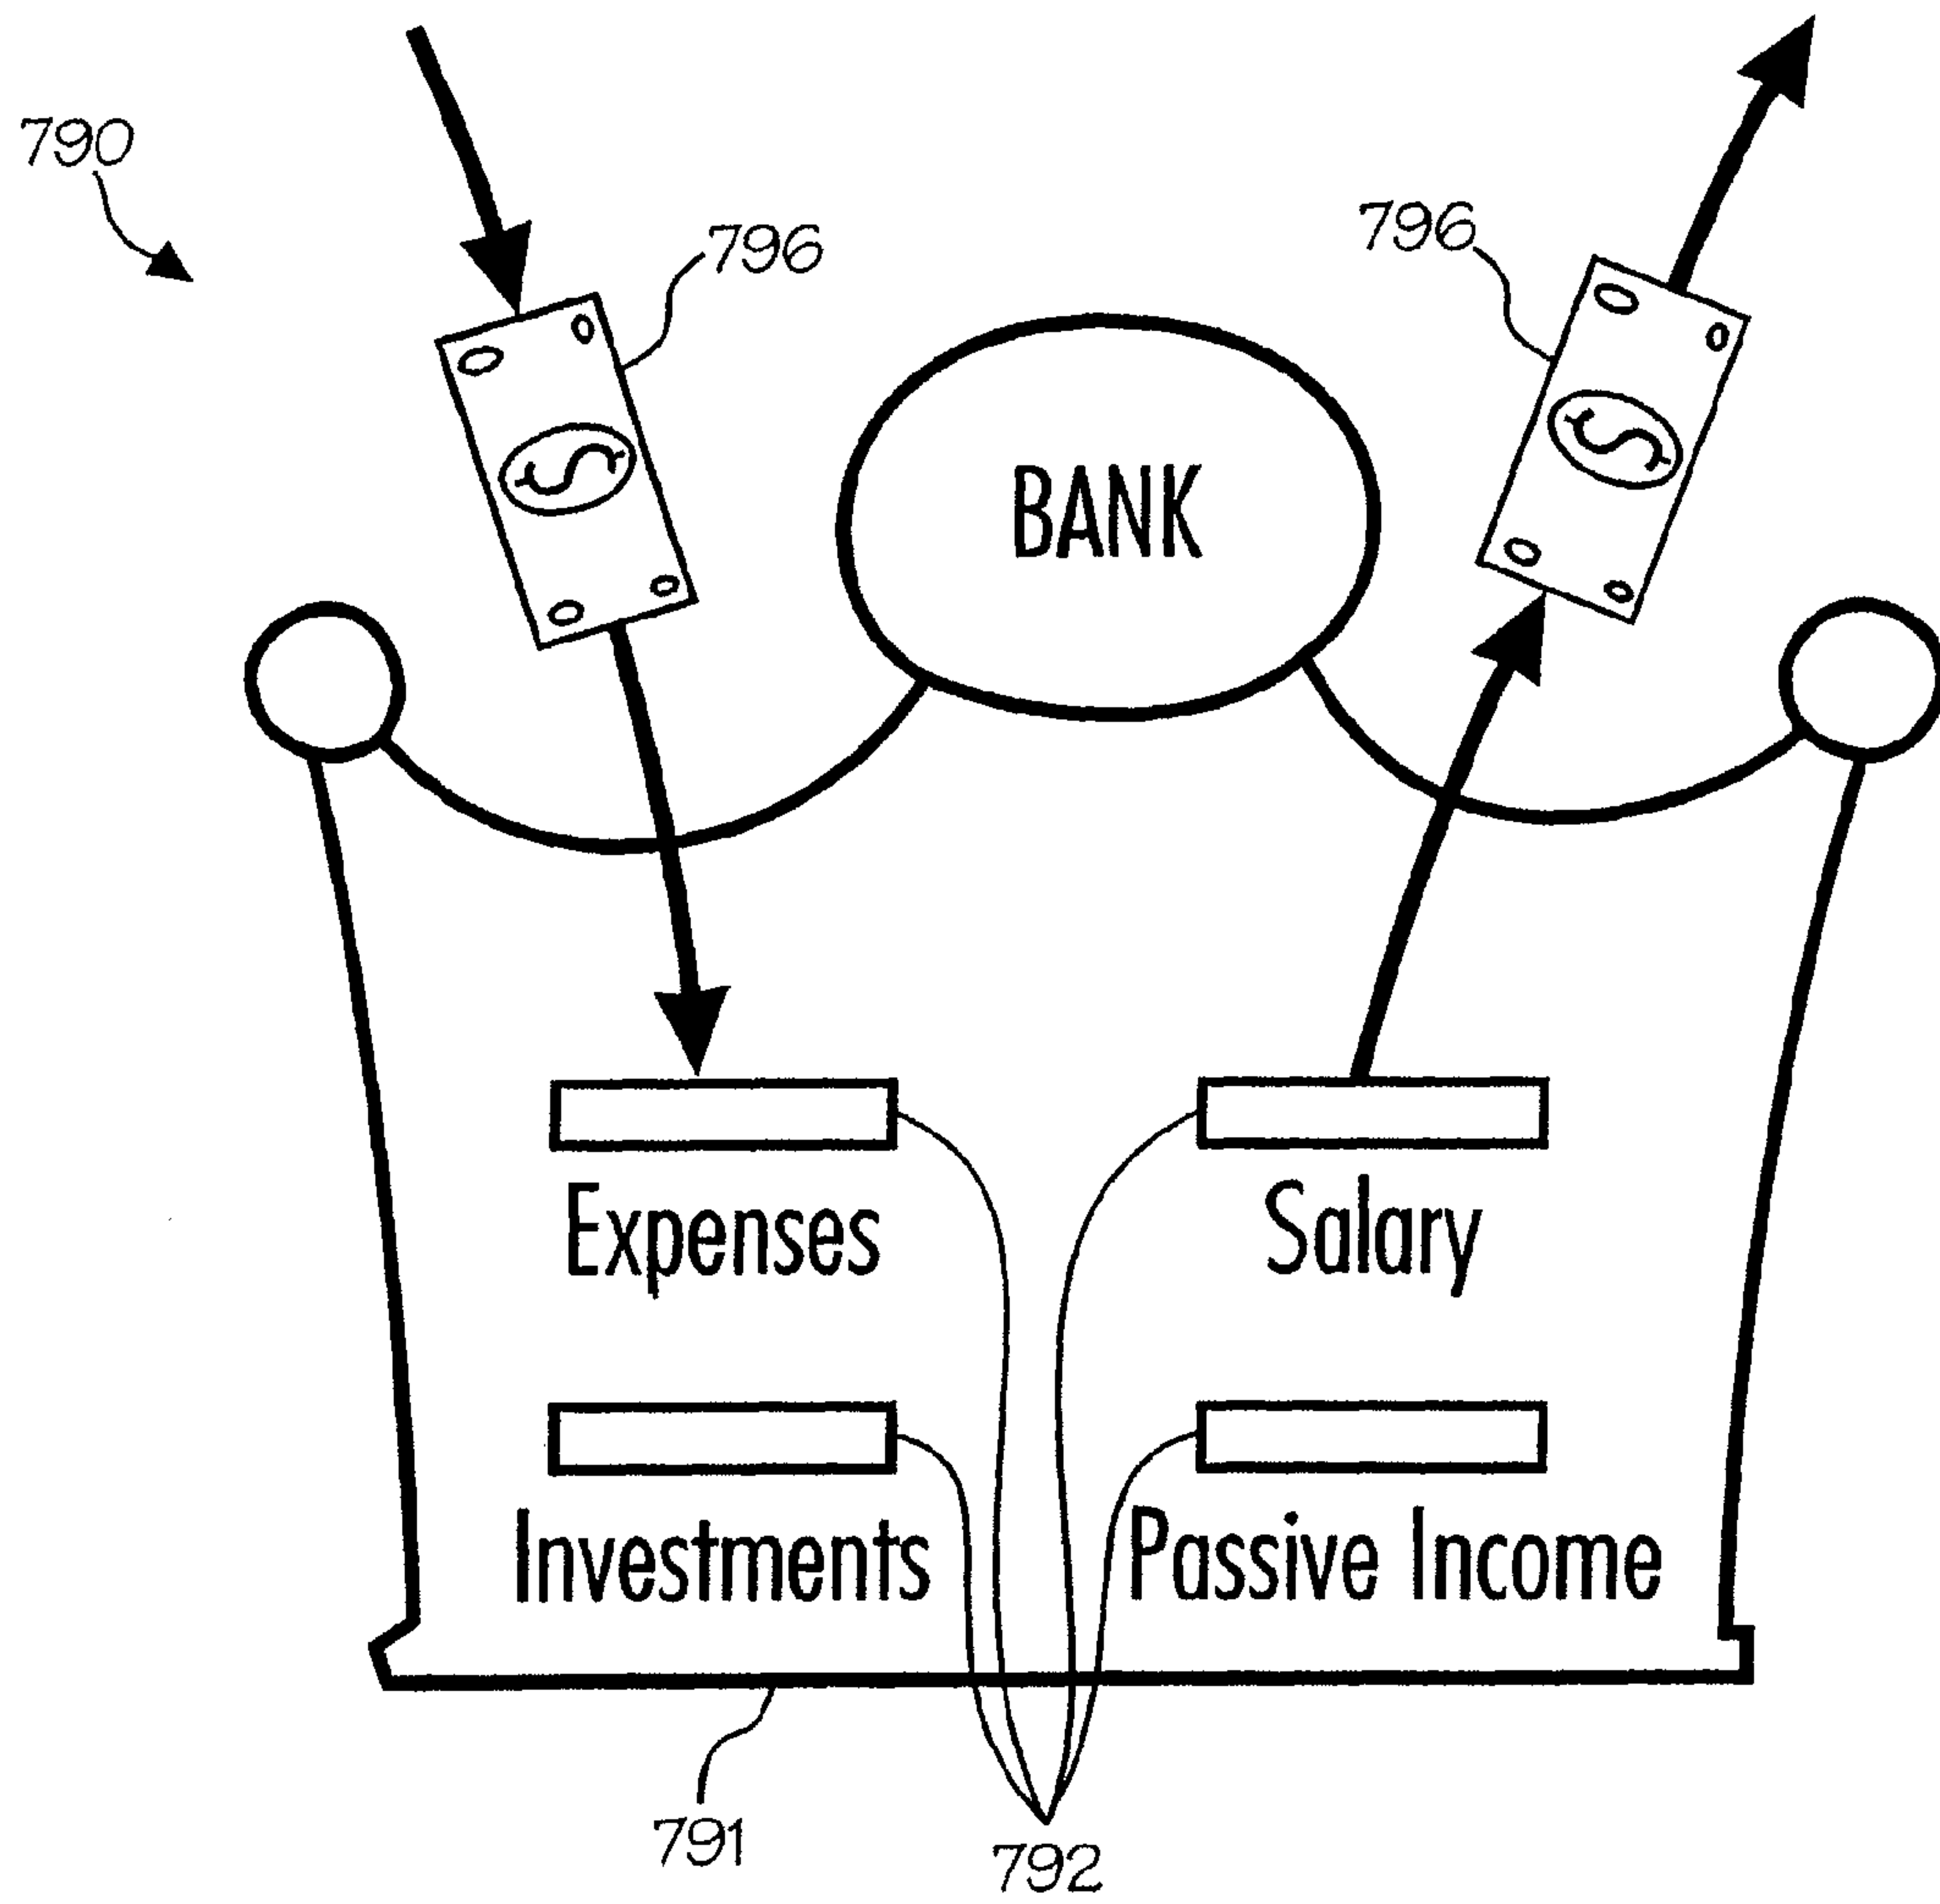 790
796
796
$
$
BANK
Expenses
Salary
Investments
Passive Income
791
792